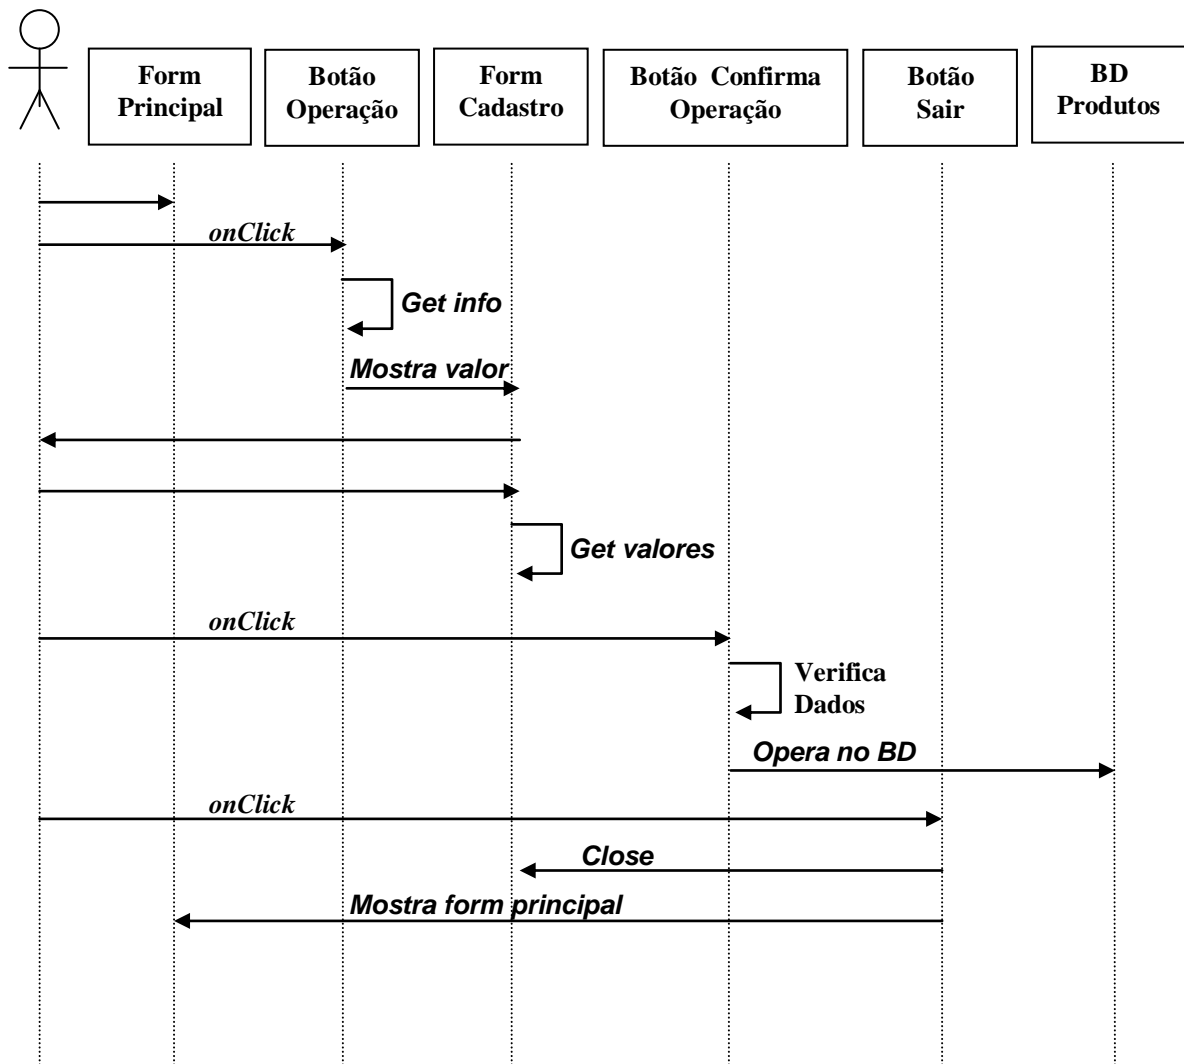 Form
Principal
Botão
Operação
Form
Cadastro
Botão Confirma
Operação
Botão
Sair
BD
Produtos
onClick
Get info
Mostra valor
Get valores
onClick
Verifica
Dados
Opera no BD
onClick
Close
Mostra form principal